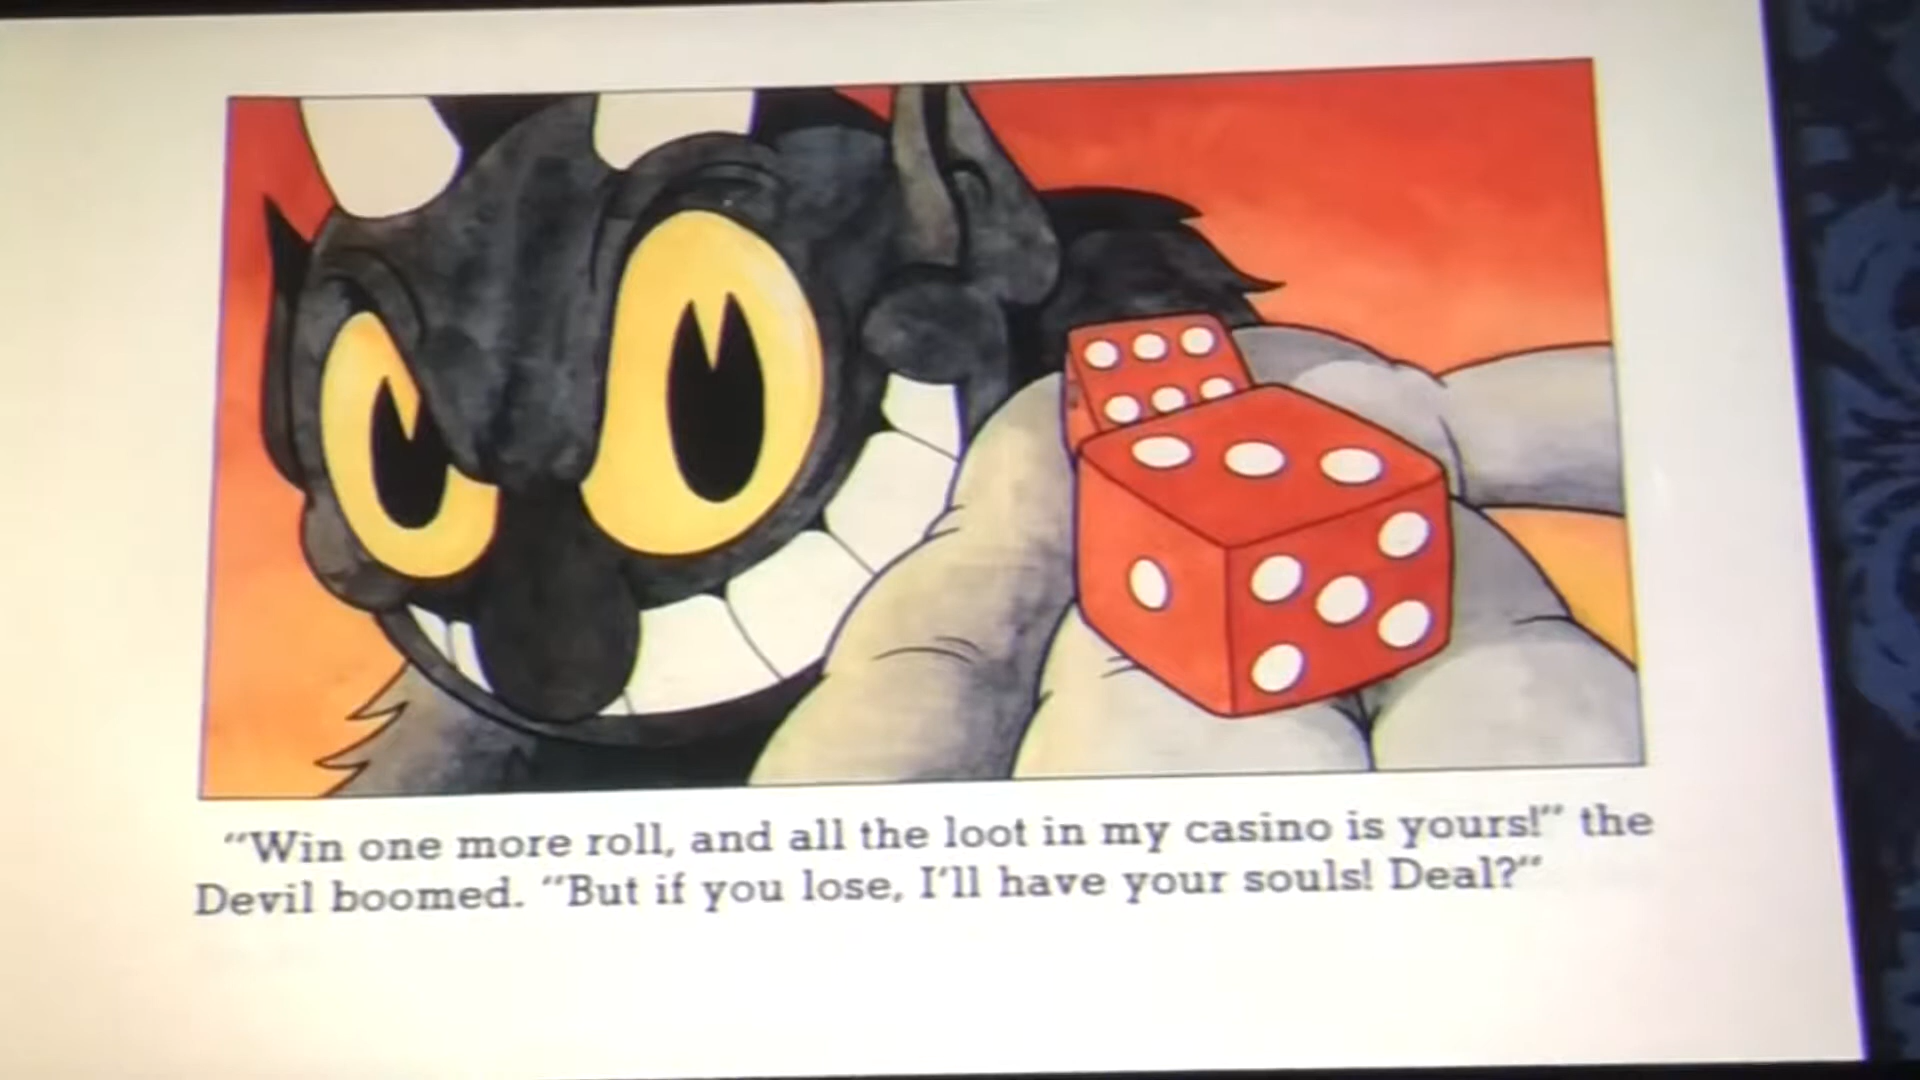 “Win one more roll, and all the loot in my casino is yours!” the
Devil boomed. “But if you lose, I’ll have your souls! Deal?”